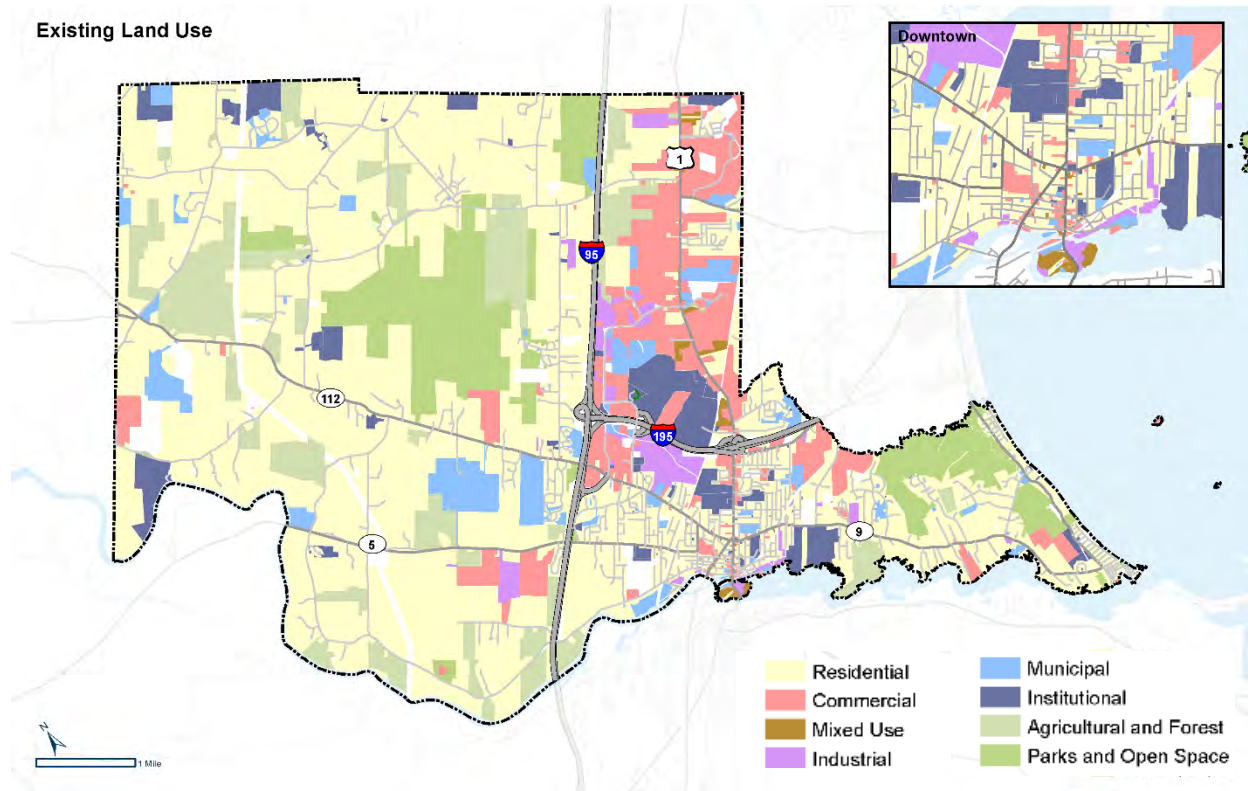 Existing Land Use
Downtown
1
95
112
195
5
9
Residential
Commercial
Mixed Use
Industrial
Municipal
Institutional
Agricultural and Forest
Parks and Open Space
N
1 Mile